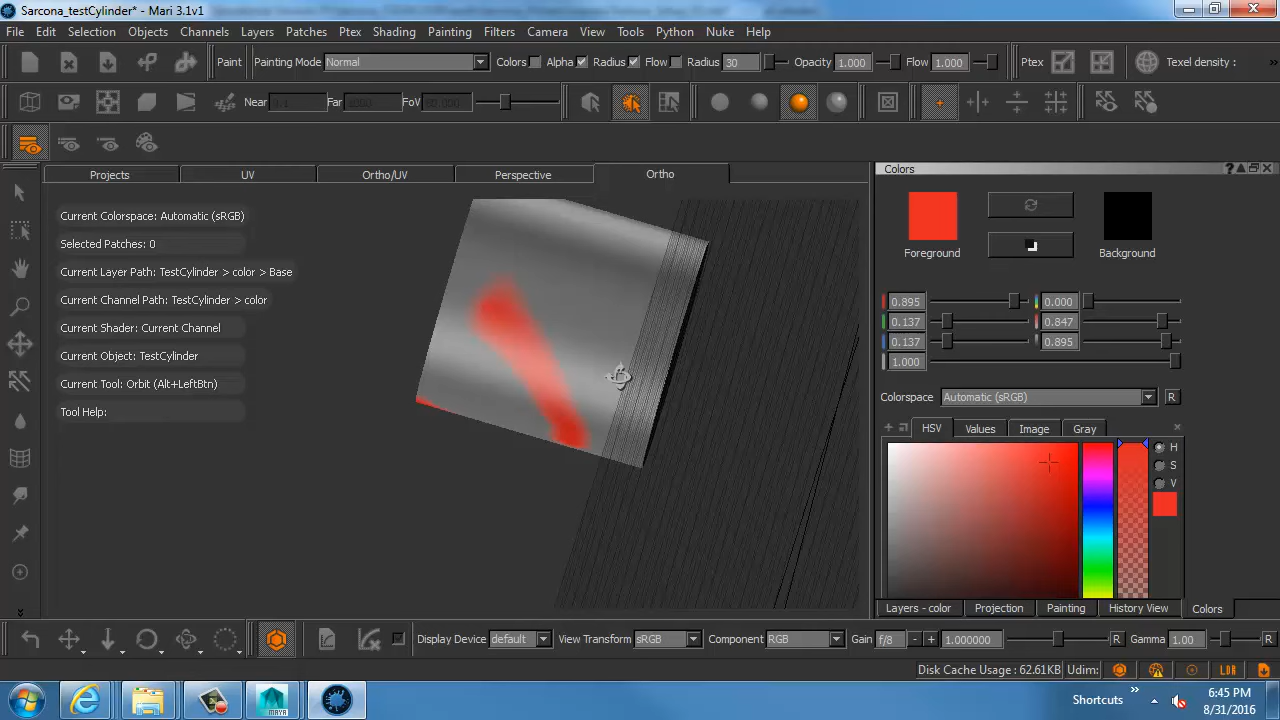 Sarcona_testCylinder* - Mari 3.1v1
File Edit Selection Objects Channels Layers Patches Ptex Shading Painting Filters Camera View Tools Python Nuke Help
Paint Painting Mode Normal Colors Alpha Radius Flow Radius 30 Opacity 1.000 Flow 1.000 Ptex Texel density : »
Near 0.1 Far FoV
Projects UV Ortho/UV Perspective Ortho
Colors
Current Colorspace: Automatic (sRGB)
Selected Patches: 0
Current Layer Path: TestCylinder > color > Base
Current Channel Path: TestCylinder > color
Current Shader: Current Channel
Current Object: TestCylinder
Current Tool: Orbit (Alt+LeftBtn)
Tool Help:
Foreground Background
0.895 0.000
0.137 0.847
0.137 0.895
1.000
Colorspace Automatic (sRGB) R
HSV Values Image Gray
H
S
V
Layers - color Projection Painting History View Colors
Display Device default View Transform sRGB Component RGB Gain f/8 - + 1.000000 R Gamma 1.00 R
Disk Cache Usage : 62.61KB Udim: LDR
MAYA
Shortcuts »
6:45 PM
8/31/2016